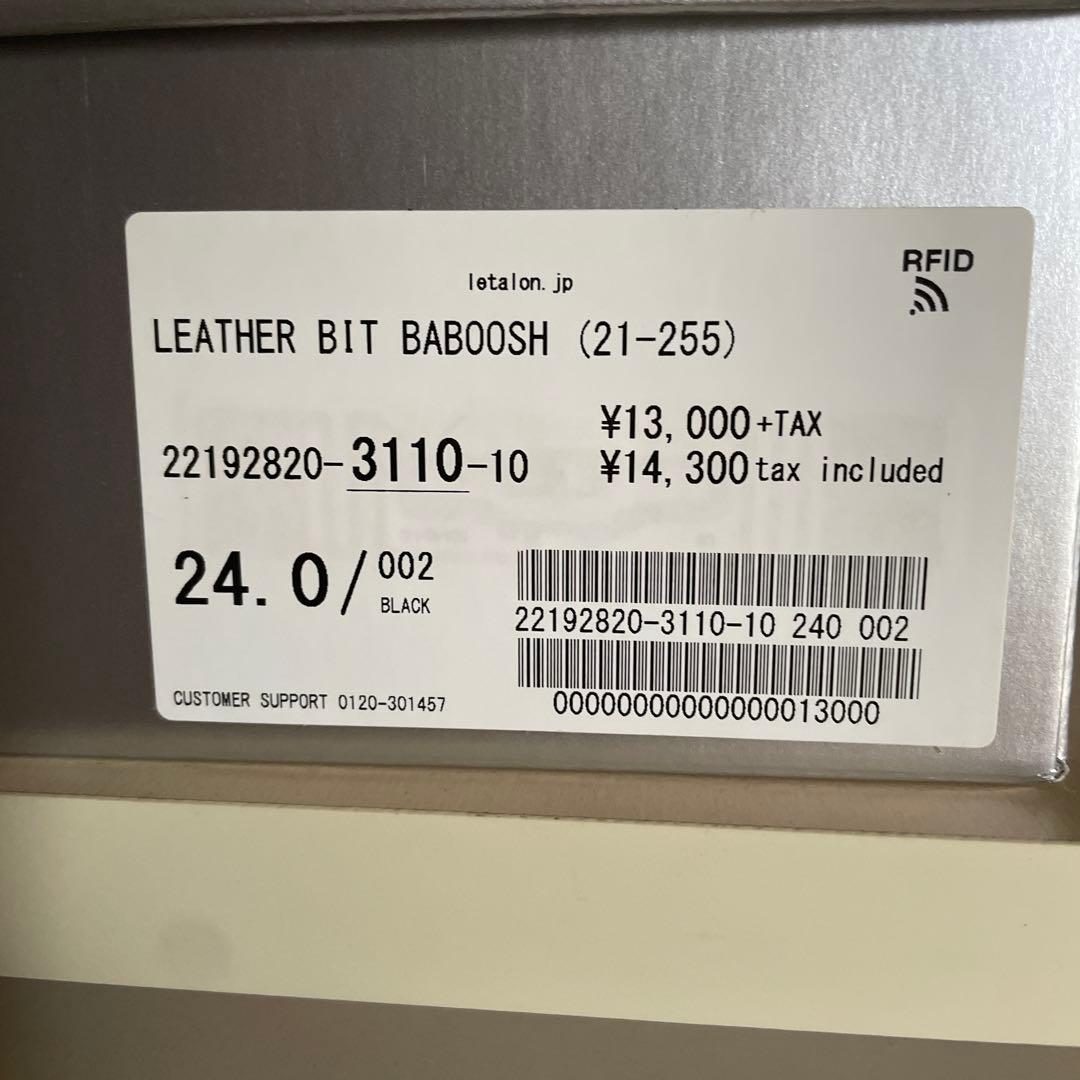 RFID
letalon.jp
LEATHER BIT BABOOSH (21-255)
¥13,000+TAX
22192820-3110-10 ¥14,300 tax included
24.0/002
BLACK
22192820-3110-10 240 002
CUSTOMER SUPPORT 0120-301457
00000000000000013000